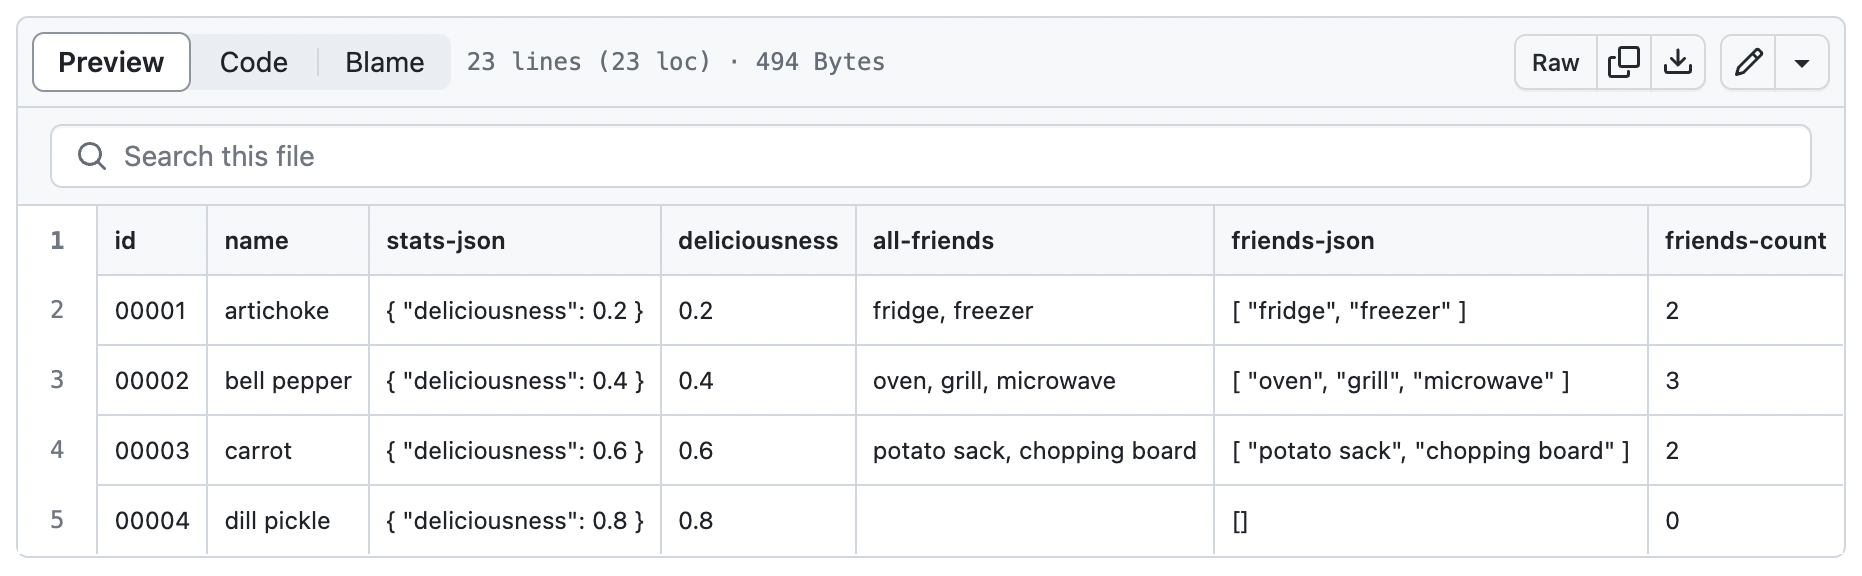 Preview Code Blame 23 lines (23 loc) · 494 Bytes Raw
Search this file
1 id name stats-json deliciousness all-friends friends-json friends-count
2 00001 artichoke { "deliciousness": 0.2 } 0.2 fridge, freezer [ "fridge", "freezer" ] 2
3 00002 bell pepper { "deliciousness": 0.4 } 0.4 oven, grill, microwave [ "oven", "grill", "microwave" ] 3
4 00003 carrot { "deliciousness": 0.6 } 0.6 potato sack, chopping board [ "potato sack", "chopping board" ] 2
5 00004 dill pickle { "deliciousness": 0.8 } 0.8 [] 0